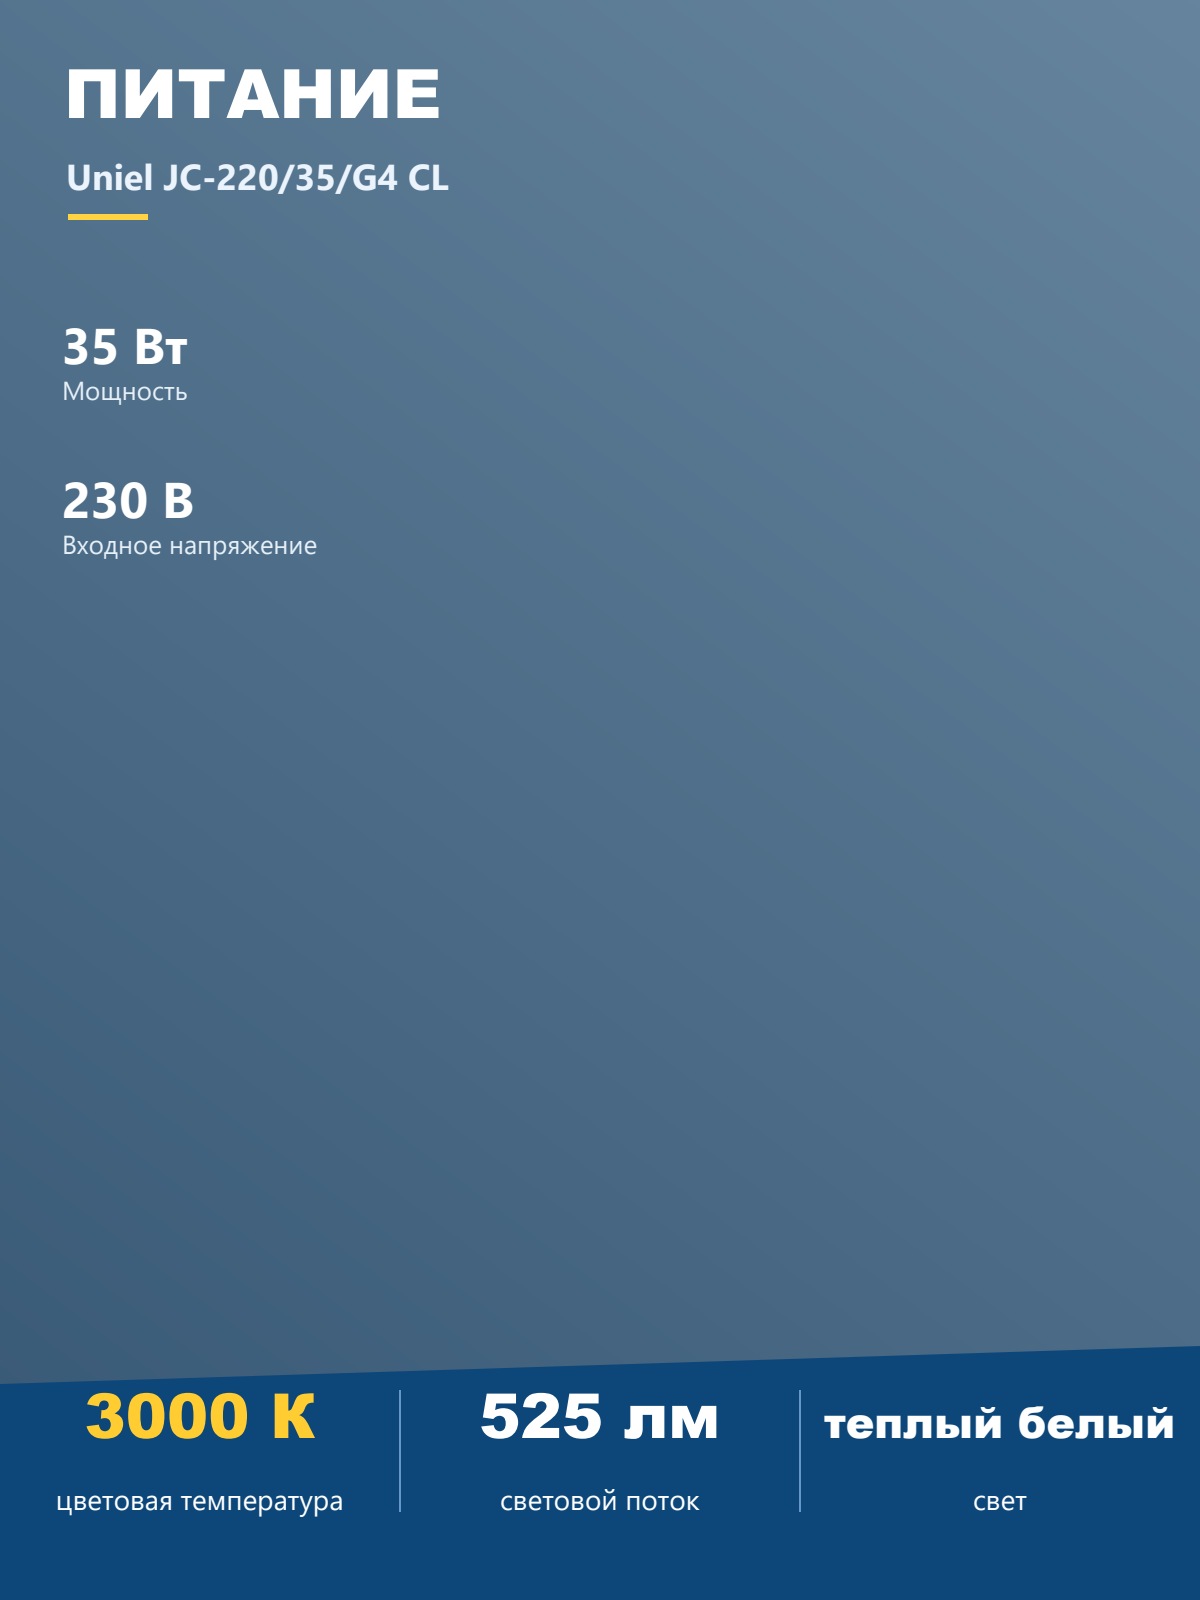 ПИТАНИЕ
Uniel JC-220/35/G4 CL
35 Вт
Мощность
230 В
Входное напряжение
3000 К
цветовая температура
525 лм
световой поток
теплый белый
свет